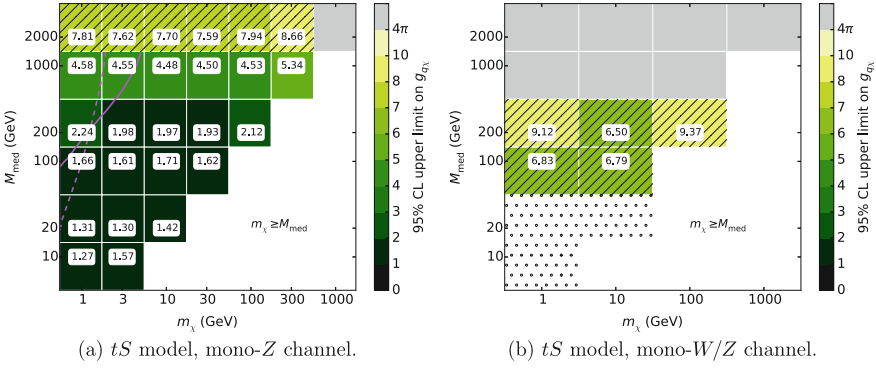 2000
1000
200
100
20
10
M_med (GeV)
7.81 7.62 7.70 7.59 7.94 8.66
4.58 4.55 4.48 4.50 4.53 5.34
2.24 1.98 1.97 1.93 2.12
1.66 1.61 1.71 1.62
1.31 1.30 1.42
1.27 1.57
m_χ ≥ M_med
1 3 10 30 100 300 1000
m_χ (GeV)
4π
10
9
8
7
6
5
4
3
2
1
0
95% CL upper limit on g_qχ
(a) tS model, mono-Z channel.
2000
1000
200
100
20
10
M_med (GeV)
9.12 6.50 9.37
6.83 6.79
m_χ ≥ M_med
1 10 100 1000
m_χ (GeV)
4π
10
9
8
7
6
5
4
3
2
1
0
95% CL upper limit on g_qχ
(b) tS model, mono-W/Z channel.